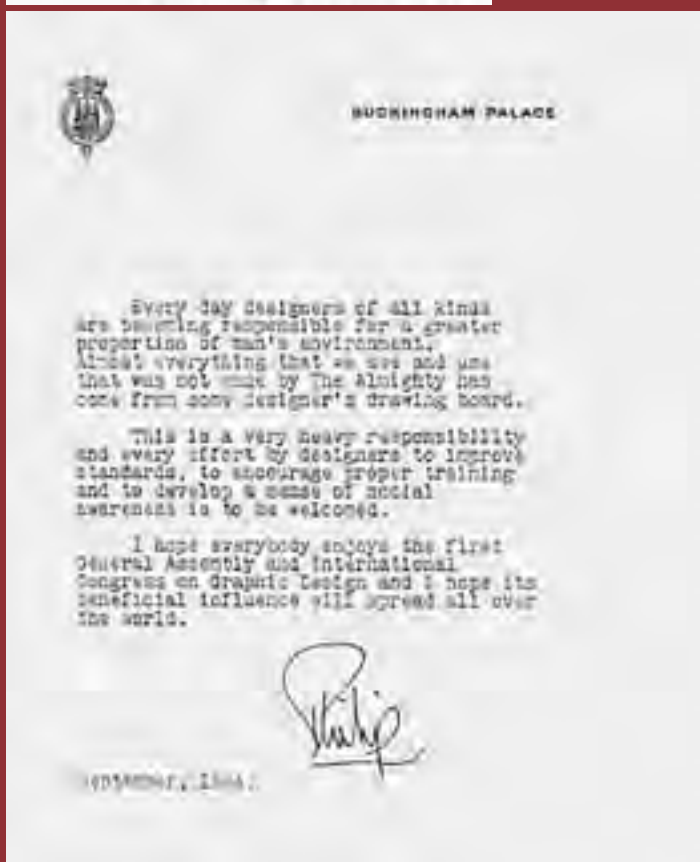 BUCKINGHAM PALACE
Every day designers of all kinds
are becoming responsible for a greater
proportion of man's environment.
Almost everything that we see and use
that was not made by The Almighty has
come from some designer's drawing board.
This is a very heavy responsibility
and every effort by designers to improve
standards, to encourage proper training
and to develop a sense of social
awareness is to be welcomed.
I hope everybody enjoys the first
General Assembly and International
Congress on Graphic Design and I hope its
beneficial influence will spread all over
the world.
Philip
September,